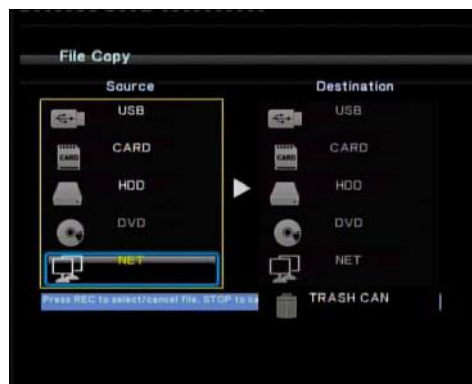 File Copy
Source
Destination
USB
CARD
CARD
HDD
DVD
NET
USB
CARD
CARD
HDD
DVD
NET
TRASH CAN
Press REC to select/cancel file, STOP to